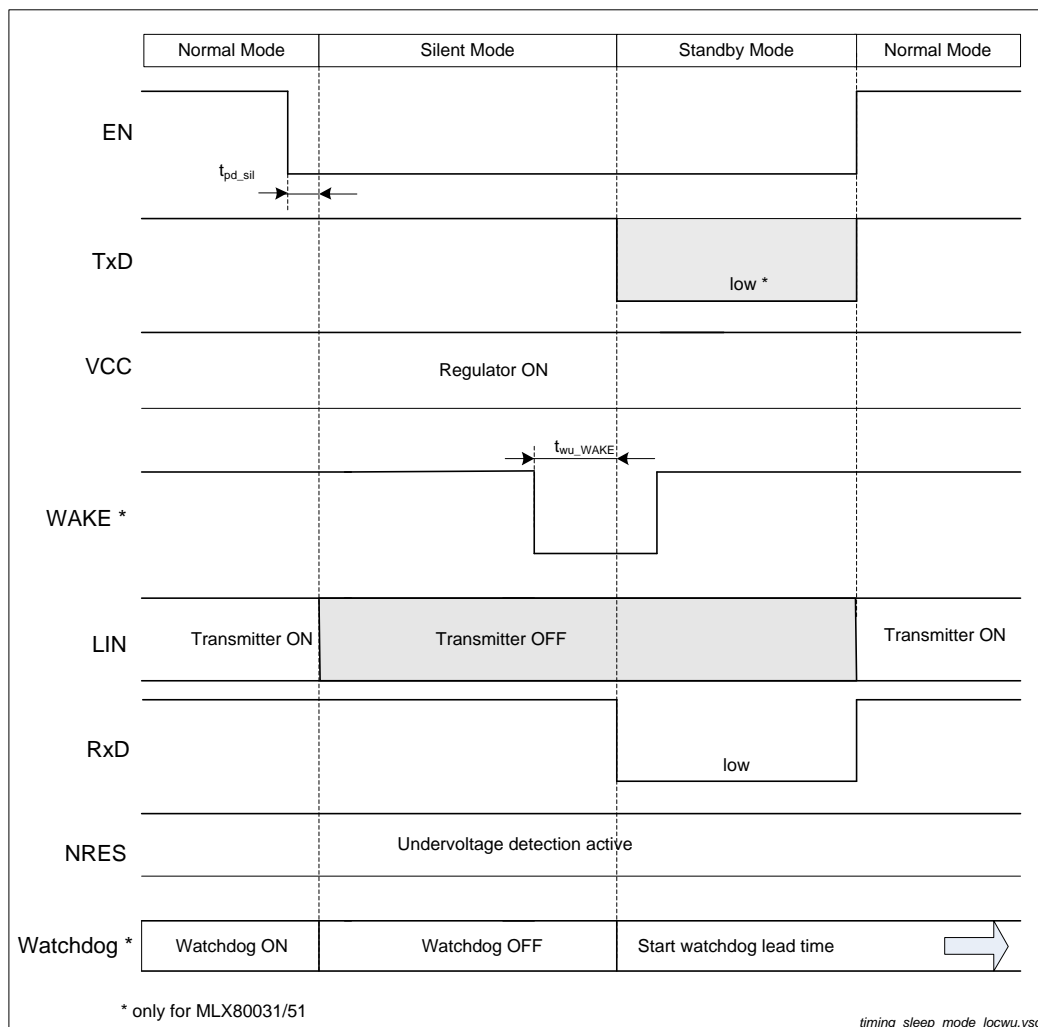 Normal Mode Silent Mode Standby Mode Normal Mode
EN
tpd_sil
TxD
low *
VCC
Regulator ON
twu_WAKE
WAKE *
LIN
Transmitter ON Transmitter OFF Transmitter ON
RxD
low
NRES
Undervoltage detection active
Watchdog * Watchdog ON Watchdog OFF Start watchdog lead time
* only for MLX80031/51
timing_sleep_mode_locwu.vsd